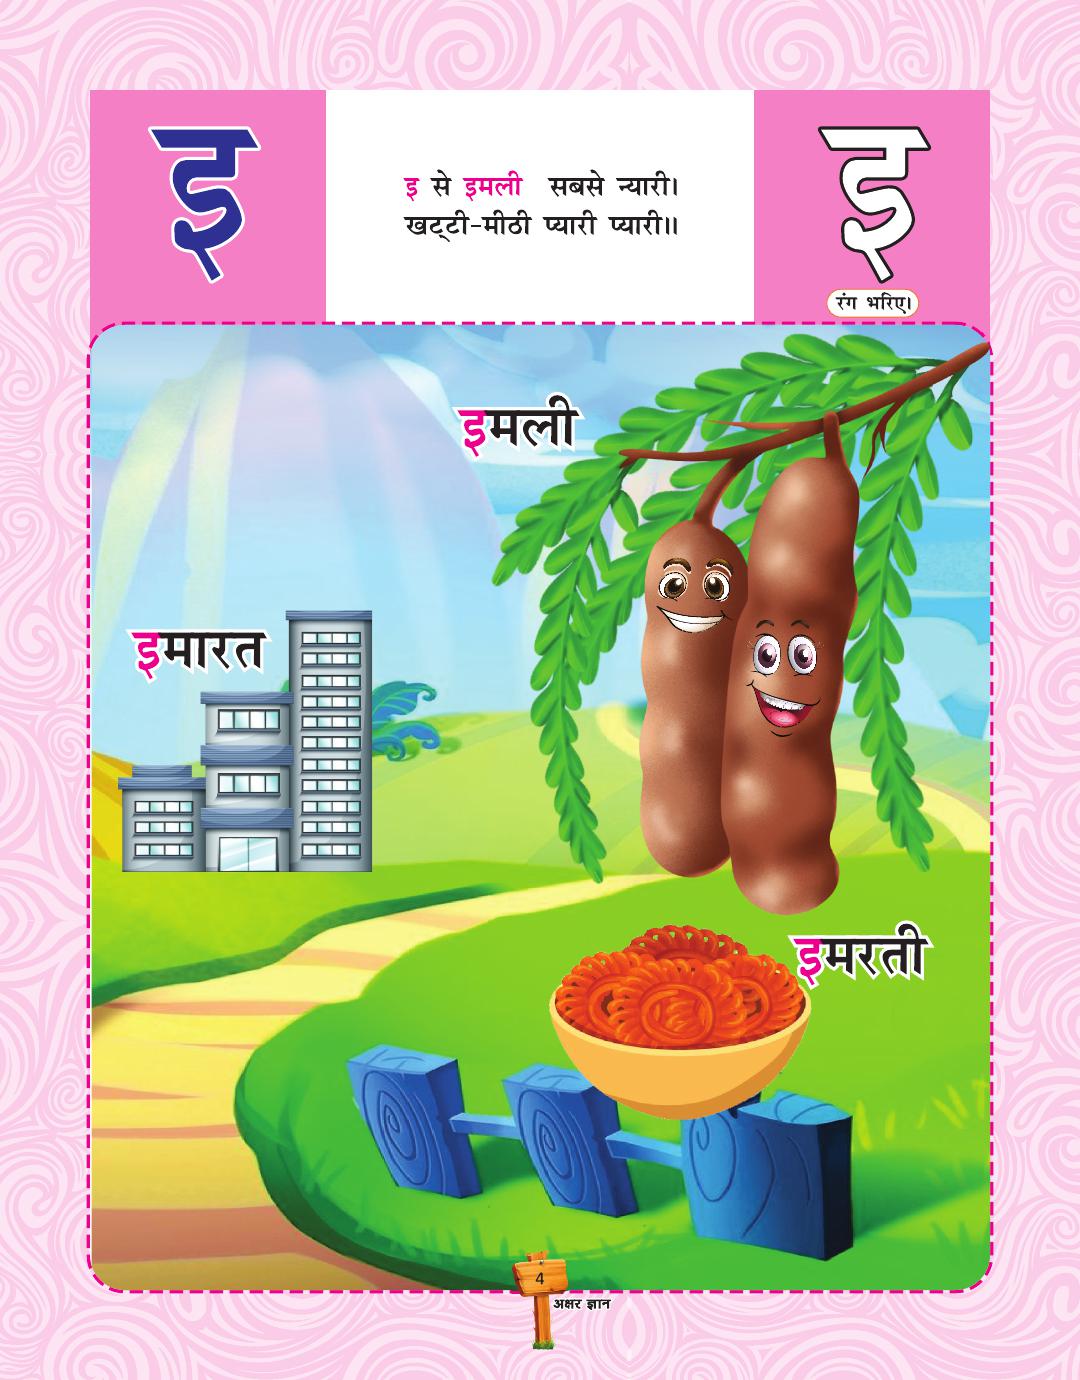 इ
इ से इमली सबसे न्यारी।
खट्‍टी-मीठी प्यारी प्यारी॥
इ
रंग भरिए।
इमली
इमारत
इमरती
4
अक्षर ज्ञान